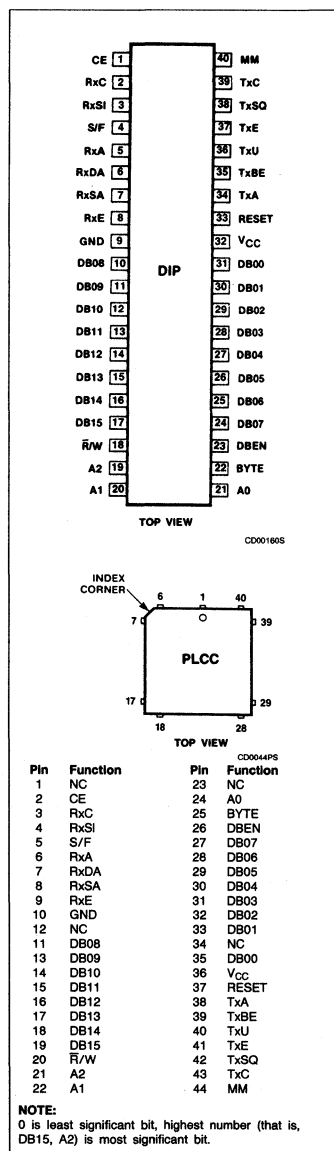 CE 1 40 MM
RxC 2 39 TxC
RxSI 3 38 TxSQ
S/F 4 37 TxE
RxA 5 36 TxU
RxDA 6 35 TxBE
RxSA 7 34 TxA
RxE 8 33 RESET
GND 9 32 VCC
DB08 10 31 DB00
DB09 11 30 DB01
DB10 12 29 DB02
DB11 13 28 DB03
DB12 14 27 DB04
DB13 15 26 DB05
DB14 16 25 DB06
DB15 17 24 DB07
R̅/W 18 23 DBEN
A2 19 22 BYTE
A1 20 21 A0
DIP
TOP VIEW
CD00160S
INDEX
CORNER
6 1 40
7 39
PLCC
17 29
18 28
TOP VIEW
CD0044PS
Pin Function Pin Function
1 NC 23 NC
2 CE 24 A0
3 RxC 25 BYTE
4 RxSI 26 DBEN
5 S/F 27 DB07
6 RxA 28 DB06
7 RxDA 29 DB05
8 RxSA 30 DB04
9 RxE 31 DB03
10 GND 32 DB02
12 NC 33 DB01
11 DB08 34 NC
13 DB09 35 DB00
14 DB10 36 VCC
15 DB11 37 RESET
16 DB12 38 TxA
17 DB13 39 TxBE
18 DB14 40 TxU
19 DB15 41 TxE
20 R̅/W 42 TxSQ
21 A2 43 TxC
22 A1 44 MM
NOTE:
0 is least significant bit, highest number (that is,
DB15, A2) is most significant bit.